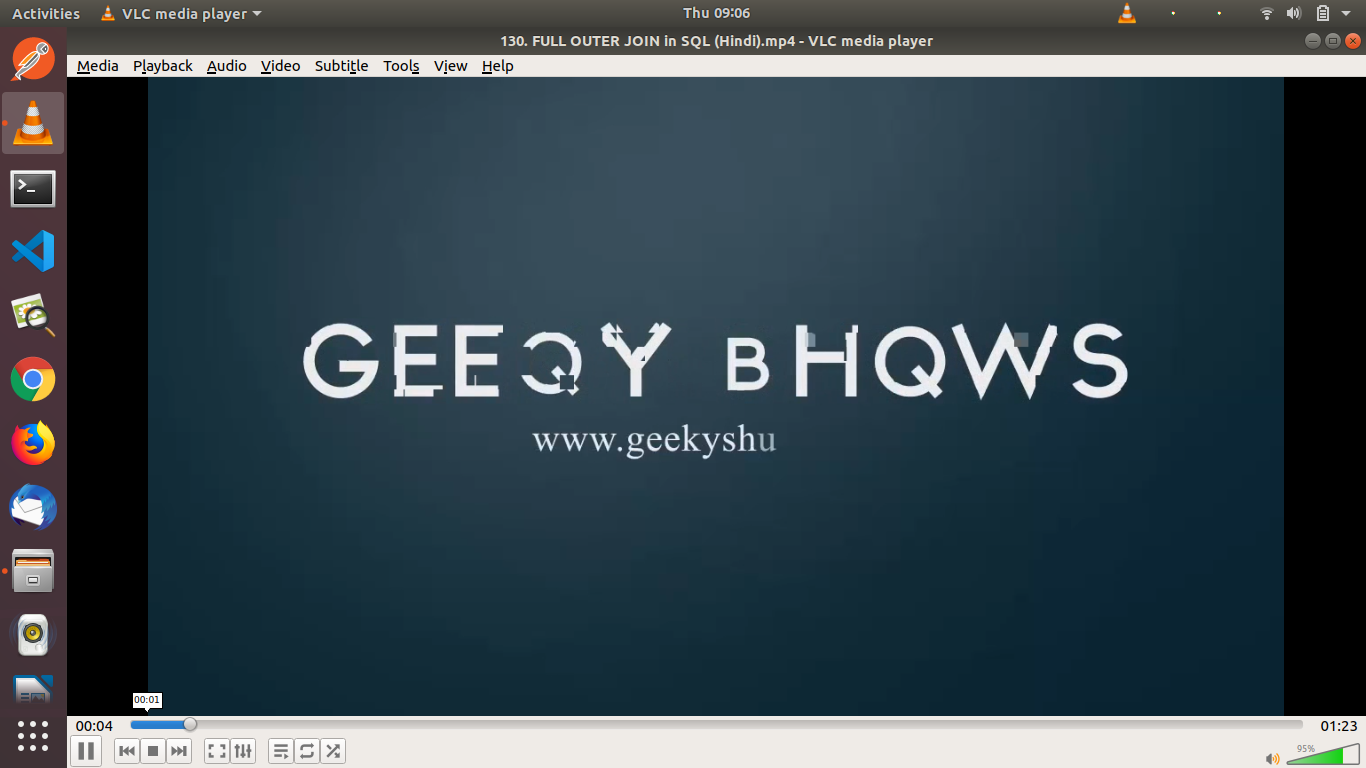 Activities VLC media player Thu 09:06
130. FULL OUTER JOIN in SQL (Hindi).mp4 - VLC media player
Media Playback Audio Video Subtitle Tools View Help
GEEQY BHQWS
www.geekyshu
00:01
00:04 01:23
95%